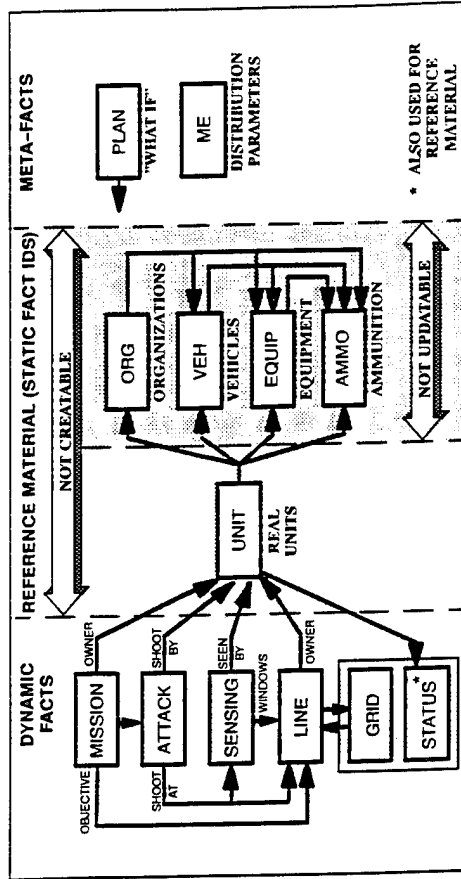 DYNAMIC
FACTS
REFERENCE MATERIAL (STATIC FACT IDS)
META-FACTS
NOT CREATABLE
OBJECTIVE
MISSION
OWNER
ATTACK
SHOOT
AT
SHOOT
BY
SENSING
SEEN
BY
WINDOWS
LINE
OWNER
GRID
STATUS *
UNIT
REAL
UNITS
ORG
ORGANIZATIONS
VEH
VEHICLES
EQUIP
EQUIPMENT
AMMO
AMMUNITION
NOT UPDATABLE
PLAN
"WHAT IF"
ME
DISTRIBUTION
PARAMETERS
* ALSO USED FOR
REFERENCE
MATERIAL